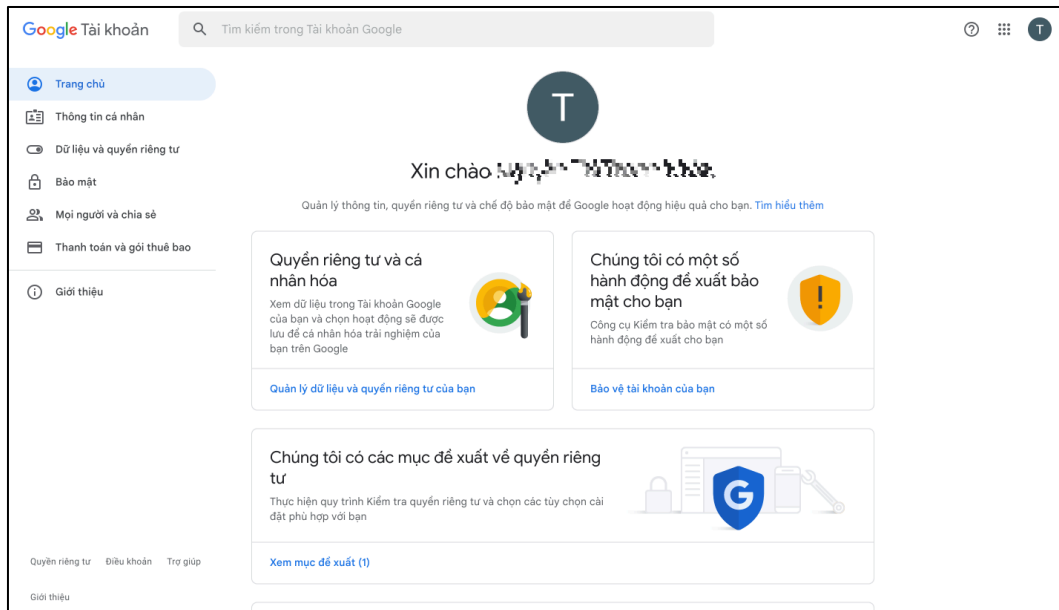 Google Tài khoản
Tìm kiếm trong Tài khoản Google
T
Trang chủ
Thông tin cá nhân
Dữ liệu và quyền riêng tư
Bảo mật
Mọi người và chia sẻ
Thanh toán và gói thuê bao
Giới thiệu
T
Xin chào
Quản lý thông tin, quyền riêng tư và chế độ bảo mật để Google hoạt động hiệu quả cho bạn. Tìm hiểu thêm
Quyền riêng tư và cá
nhân hóa
Xem dữ liệu trong Tài khoản Google
của bạn và chọn hoạt động sẽ được
lưu để cá nhân hóa trải nghiệm của
bạn trên Google
Quản lý dữ liệu và quyền riêng tư của bạn
Chúng tôi có một số
hành động đề xuất bảo
mật cho bạn
Công cụ Kiểm tra bảo mật có một số
hành động đề xuất cho bạn
Bảo vệ tài khoản của bạn
Chúng tôi có các mục đề xuất về quyền riêng
tư
Thực hiện quy trình Kiểm tra quyền riêng tư và chọn các tùy chọn cài
đặt phù hợp với bạn
G
Xem mục đề xuất (1)
Quyền riêng tư Điều khoản Trợ giúp
Giới thiệu